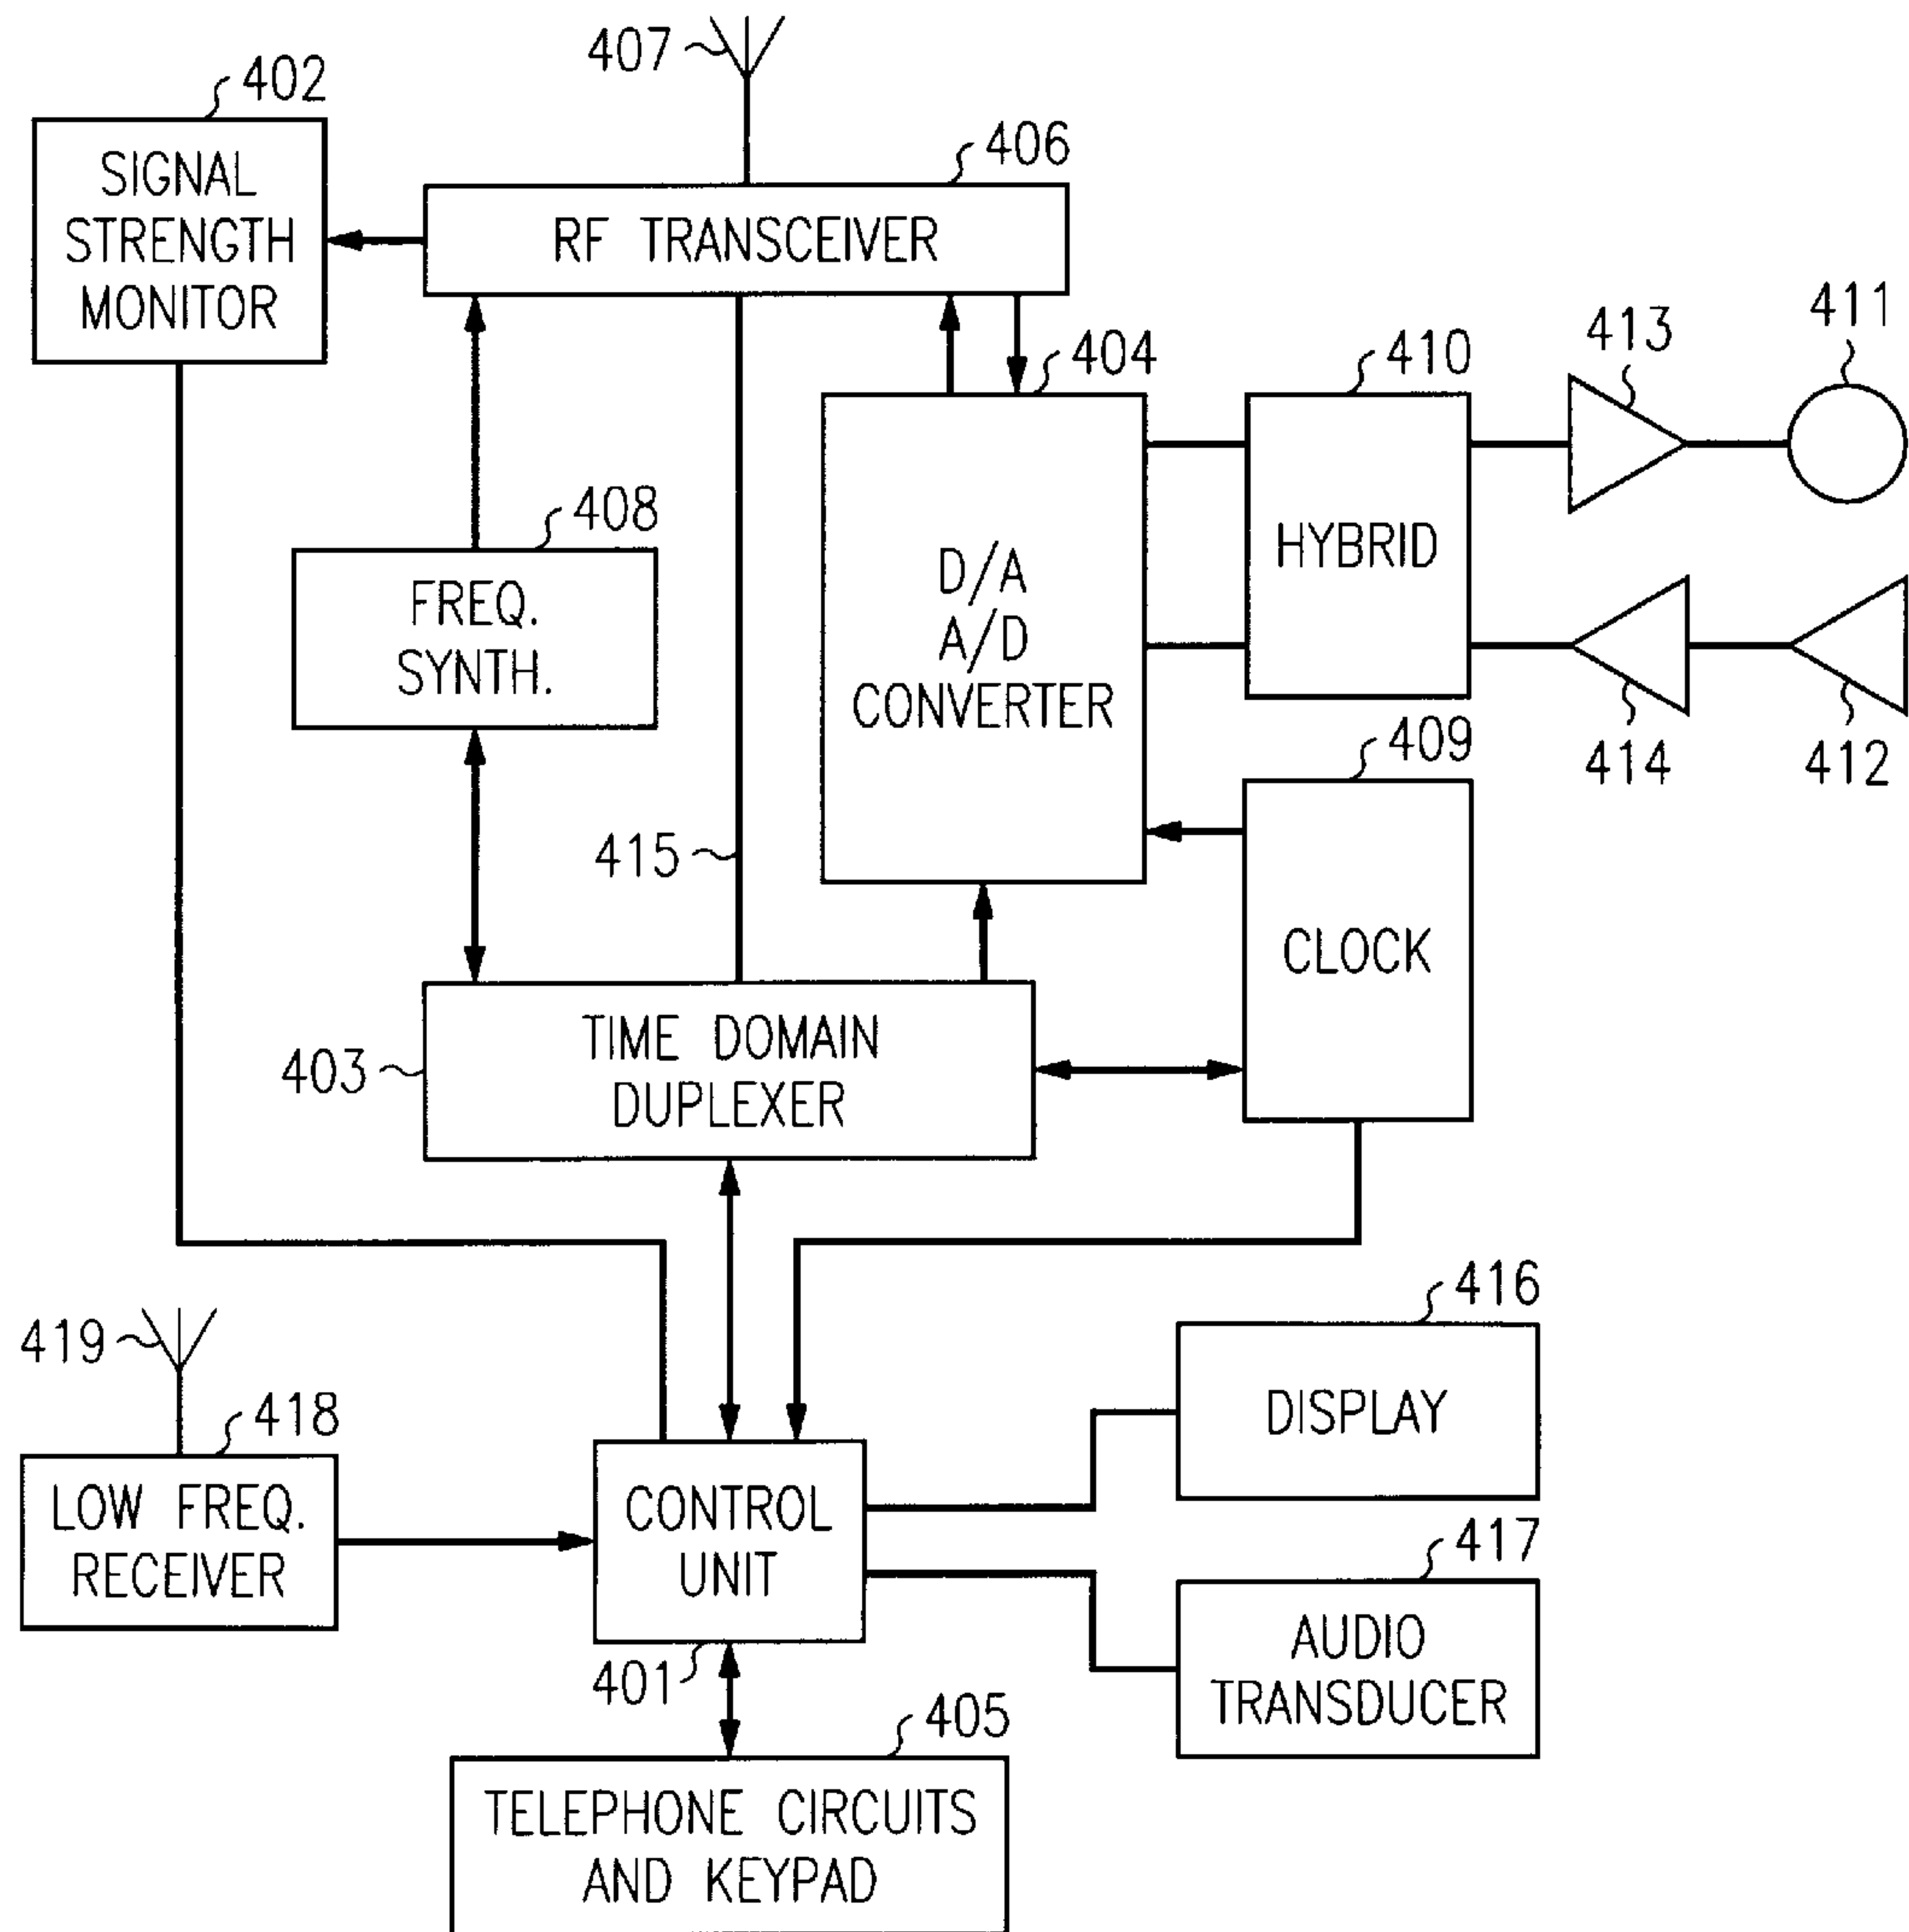 407
402
406
SIGNAL
STRENGTH
MONITOR
RF TRANSCEIVER
411
413
404
410
408
D/A
A/D
CONVERTER
HYBRID
FREQ.
SYNTH.
409
414
412
415
CLOCK
403
TIME DOMAIN
DUPLEXER
416
419
418
DISPLAY
LOW FREQ.
RECEIVER
CONTROL
UNIT
417
401
AUDIO
TRANSDUCER
405
TELEPHONE CIRCUITS
AND KEYPAD